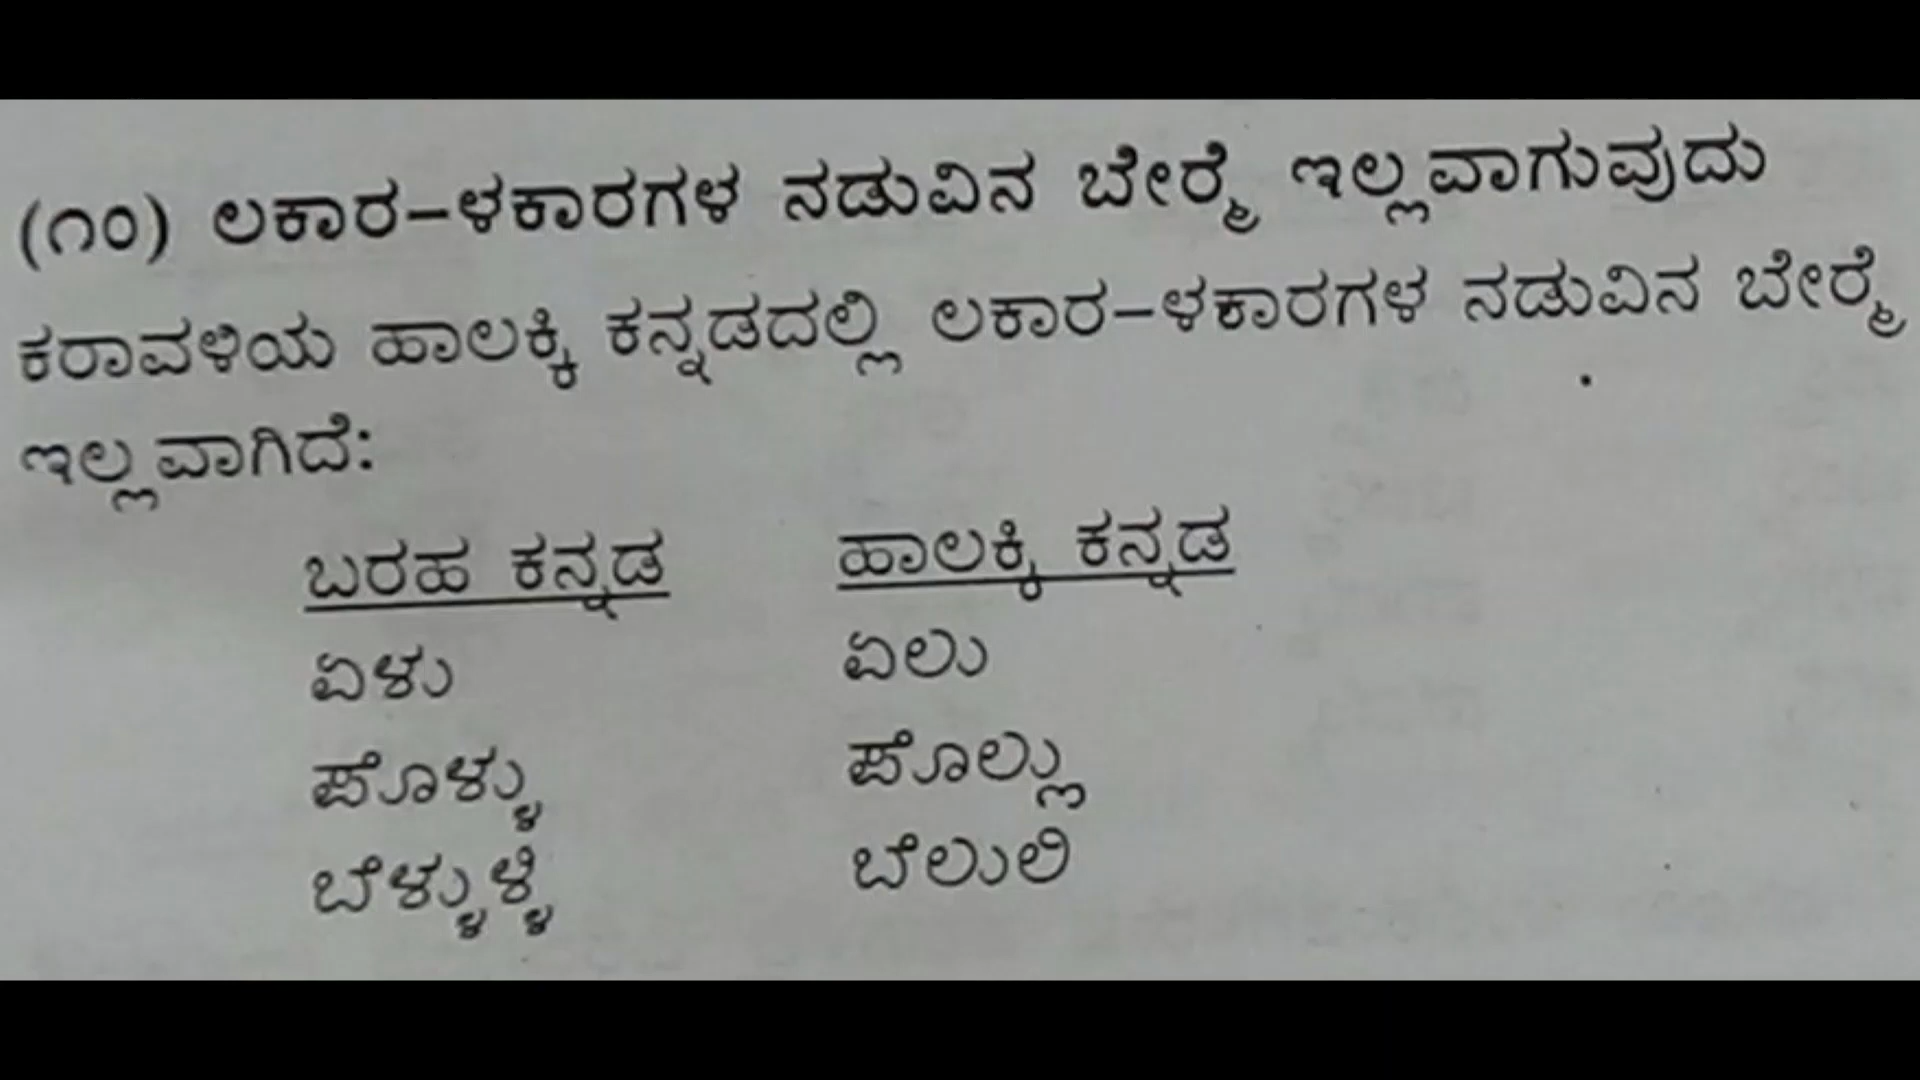 (೧೦) ಲಕಾರ–ಳಕಾರಗಳ ನಡುವಿನ ಬೇರ‍್ಮೆ ಇಲ್ಲವಾಗುವುದು
ಕರಾವಳಿಯ ಹಾಲಕ್ಕಿ ಕನ್ನಡದಲ್ಲಿ ಲಕಾರ–ಳಕಾರಗಳ ನಡುವಿನ ಬೇರ‍್ಮೆ
ಇಲ್ಲವಾಗಿದೆ:
ಬರಹ ಕನ್ನಡ ಹಾಲಕ್ಕಿ ಕನ್ನಡ
ಏಳು ಏಲು
ಪೊಳ್ಳು ಪೊಲ್ಲು
ಬೆಳ್ಳುಳ್ಳಿ ಬೆಲುಲಿ